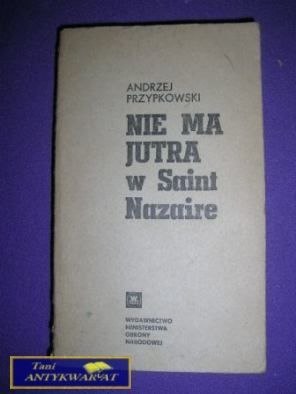 ANDRZEJ
PRZYPKOWSKI
NIE MA
JUTRA
w Saint
Nazaire
WYDAWNICTWO
MINISTERSTWA
OBRONY
NARODOWEJ
Tani
ANTYKWARIAT